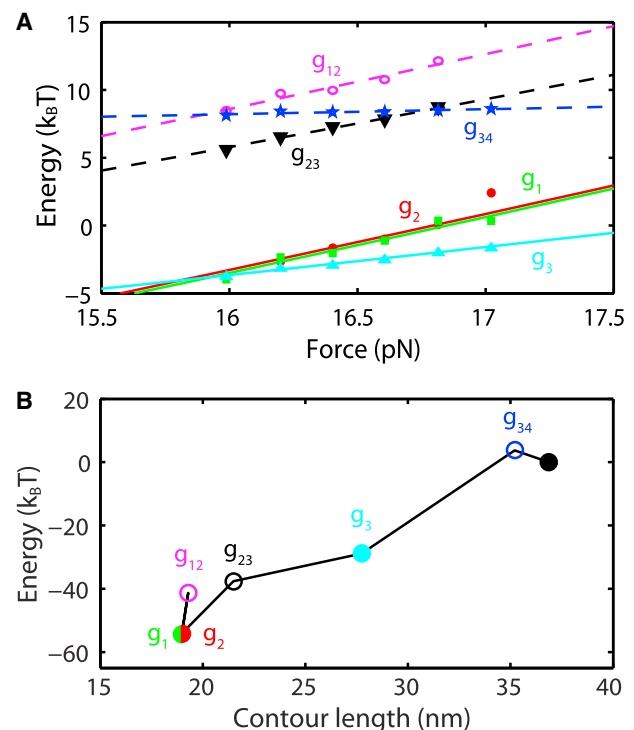 A
15
10
5
0
−5
Energy (kBT)
g12
g23
g34
g2
g1
g3
15.5 16 16.5 17 17.5
Force (pN)
B
20
0
−20
−40
−60
Energy (kBT)
g34
g3
g23
g12
g1 g2
15 20 25 30 35 40
Contour length (nm)